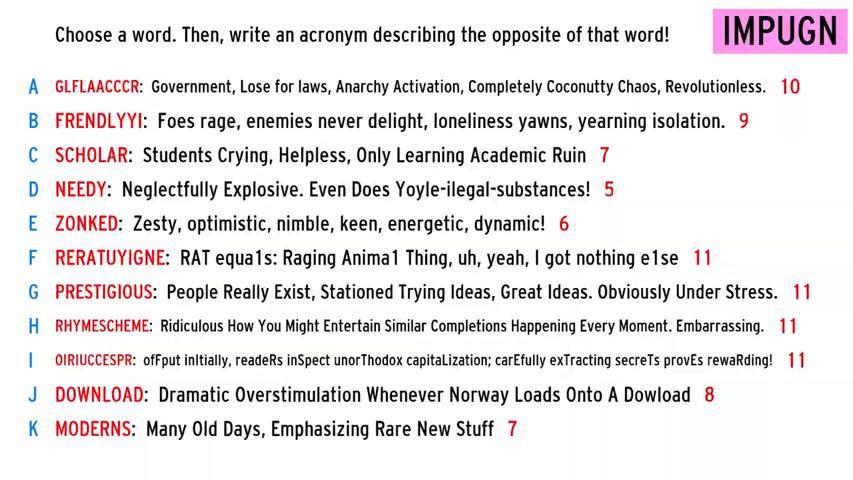 Choose a word. Then, write an acronym describing the opposite of that word!
IMPUGN
A GLFLAACCCR: Government, Lose for laws, Anarchy Activation, Completely Coconutty Chaos, Revolutionless. 10
B FRENDLYYI: Foes rage, enemies never delight, loneliness yawns, yearning isolation. 9
C SCHOLAR: Students Crying, Helpless, Only Learning Academic Ruin 7
D NEEDY: Neglectfully Explosive. Even Does Yoyle-ilegal-substances! 5
E ZONKED: Zesty, optimistic, nimble, keen, energetic, dynamic! 6
F RERATUYIGNE: RAT equa1s: Raging Anima1 Thing, uh, yeah, I got nothing e1se 11
G PRESTIGIOUS: People Really Exist, Stationed Trying Ideas, Great Ideas. Obviously Under Stress. 11
H RHYMESCHEME: Ridiculous How You Might Entertain Similar Completions Happening Every Moment. Embarrassing. 11
I OIRIUCCESPR: ofFput inItially, readeRs inSpect unorThodox capitaLization; carEfully exTracting secreTs provEs rewaRding! 11
J DOWNLOAD: Dramatic Overstimulation Whenever Norway Loads Onto A Dowload 8
K MODERNS: Many Old Days, Emphasizing Rare New Stuff 7